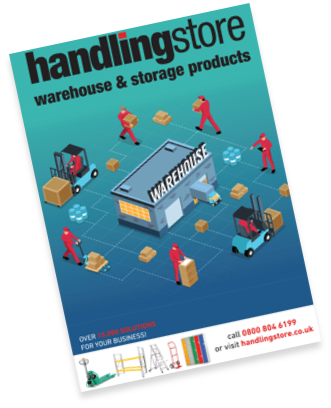 handlingstore
warehouse & storage products
WAREHOUSE
OVER
FOR YOUR BUSINESS!
call 0800 804 6199
or visit handlingstore.co.uk